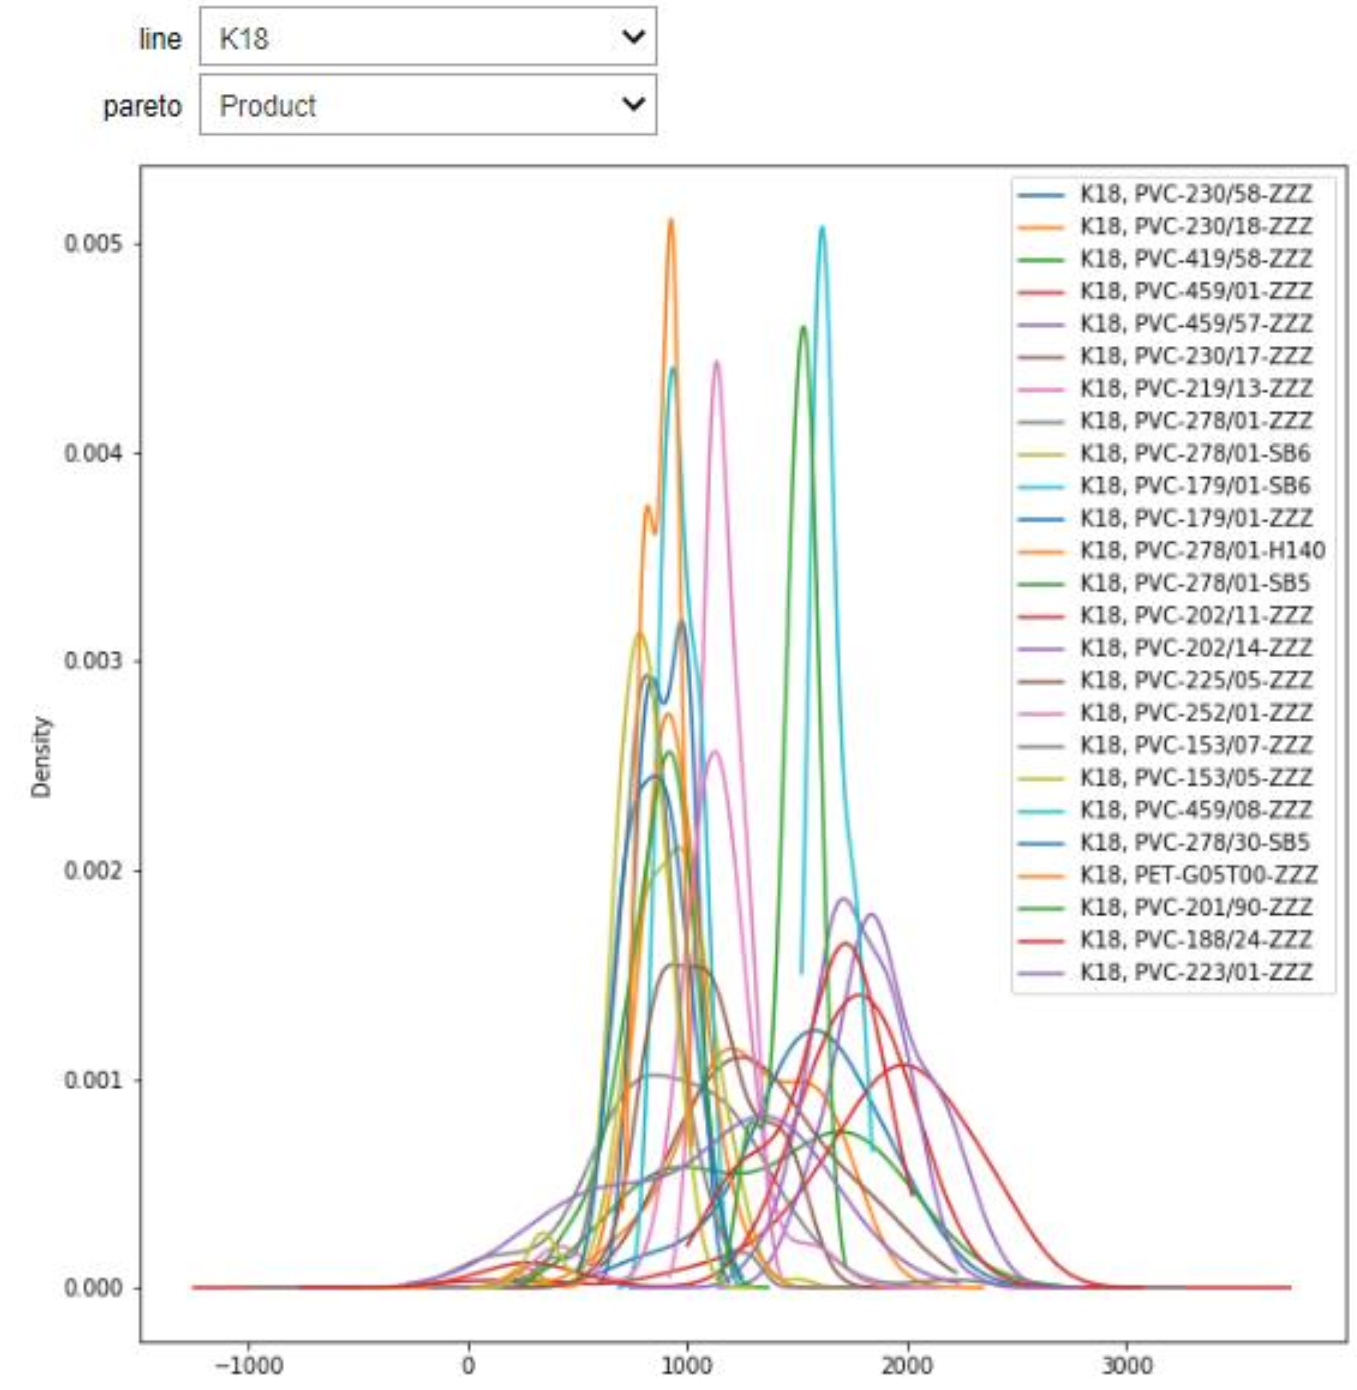 line K18
pareto Product
K18, PVC-230/58-ZZZ
K18, PVC-230/18-ZZZ
K18, PVC-419/58-ZZZ
K18, PVC-459/01-ZZZ
K18, PVC-459/57-ZZZ
K18, PVC-230/17-ZZZ
K18, PVC-219/13-ZZZ
K18, PVC-278/01-ZZZ
K18, PVC-278/01-SB6
K18, PVC-179/01-SB6
K18, PVC-179/01-ZZZ
K18, PVC-278/01-H140
K18, PVC-278/01-SB5
K18, PVC-202/11-ZZZ
K18, PVC-202/14-ZZZ
K18, PVC-225/05-ZZZ
K18, PVC-252/01-ZZZ
K18, PVC-153/07-ZZZ
K18, PVC-153/05-ZZZ
K18, PVC-459/08-ZZZ
K18, PVC-278/30-SB5
K18, PET-G05T00-ZZZ
K18, PVC-201/90-ZZZ
K18, PVC-188/24-ZZZ
K18, PVC-223/01-ZZZ
0.005
0.004
0.003
0.002
0.001
0.000
Density
−1000 0 1000 2000 3000